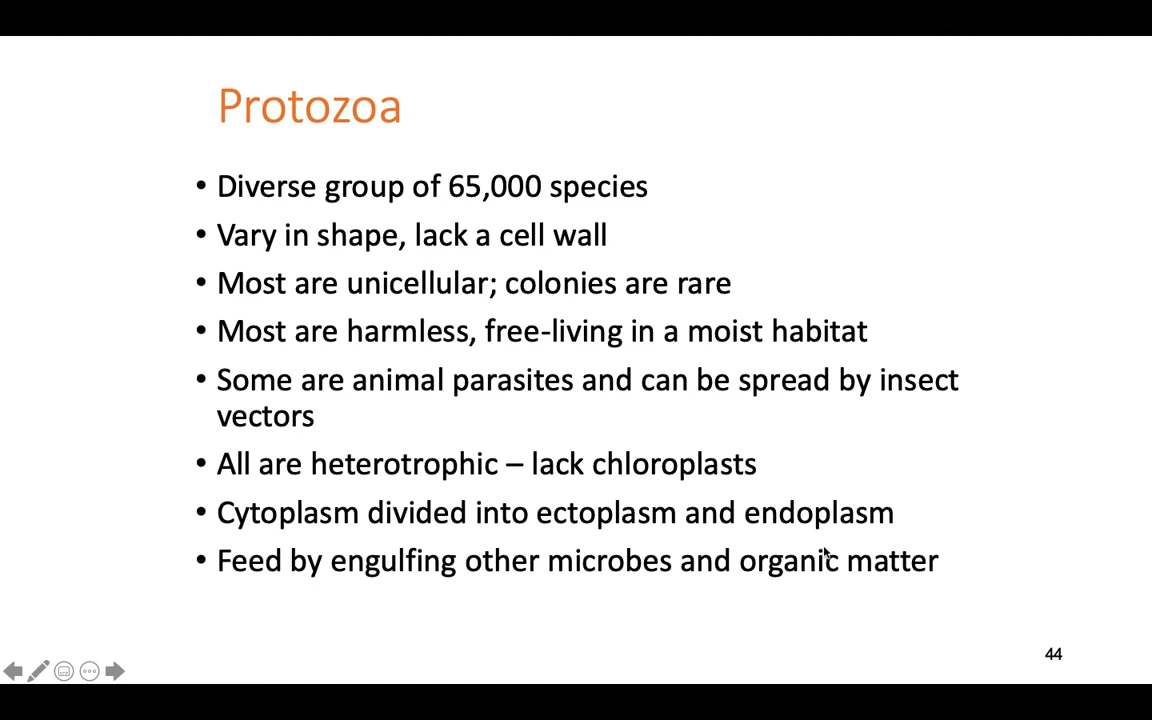 Protozoa
• Diverse group of 65,000 species
• Vary in shape, lack a cell wall
• Most are unicellular; colonies are rare
• Most are harmless, free-living in a moist habitat
• Some are animal parasites and can be spread by insect
vectors
• All are heterotrophic – lack chloroplasts
• Cytoplasm divided into ectoplasm and endoplasm
• Feed by engulfing other microbes and organic matter
44